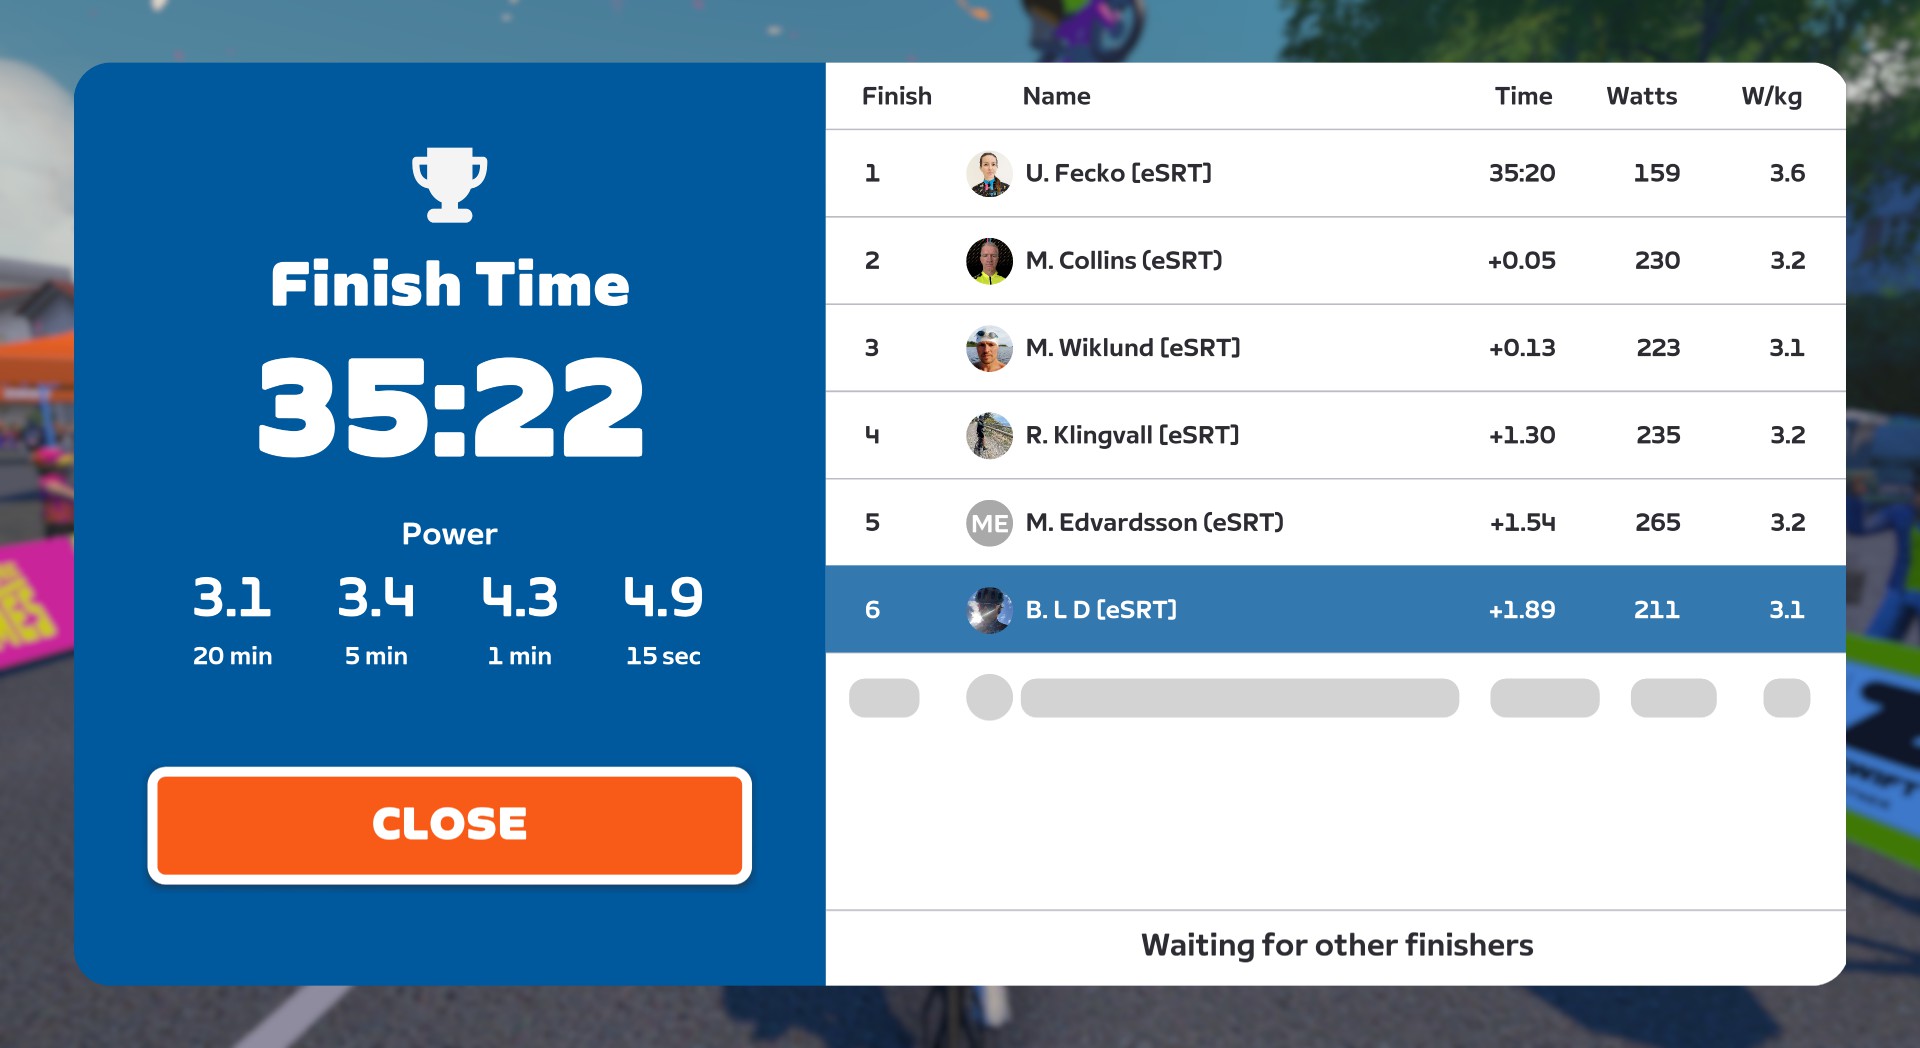 Finish Time
35:22
Power
3.1 3.4 4.3 4.9
20 min 5 min 1 min 15 sec
CLOSE
Finish Name Time Watts W/kg
1 U. Fecko [eSRT] 35:20 159 3.6
2 M. Collins (eSRT) +0.05 230 3.2
3 M. Wiklund [eSRT] +0.13 223 3.1
4 R. Klingvall [eSRT] +1.30 235 3.2
5 ME M. Edvardsson (eSRT) +1.54 265 3.2
6 B. L D [eSRT] +1.89 211 3.1
Waiting for other finishers